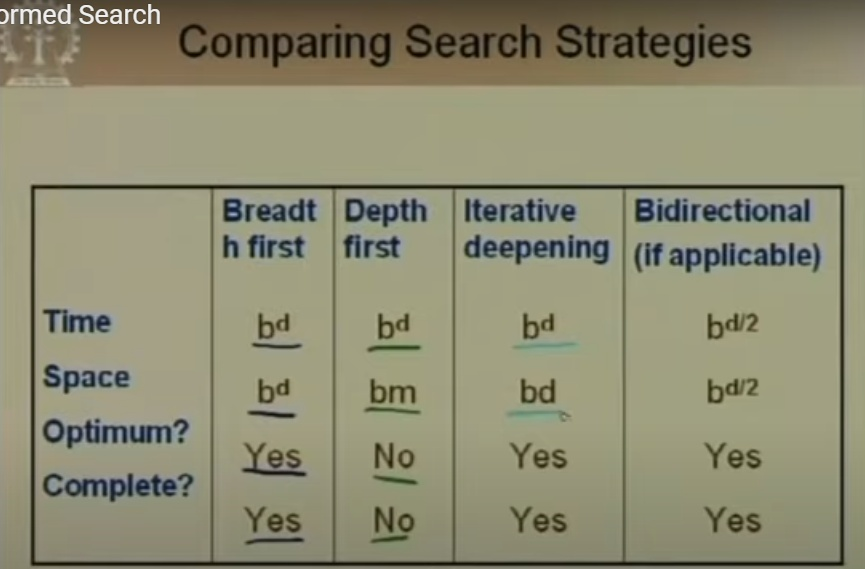 ormed Search
Comparing Search Strategies
Breadt Depth Iterative Bidirectional
h first first deepening (if applicable)
Time b^d b^d b^d b^d/2
Space b^d bm bd b^d/2
Optimum? Yes No Yes Yes
Complete? Yes No Yes Yes